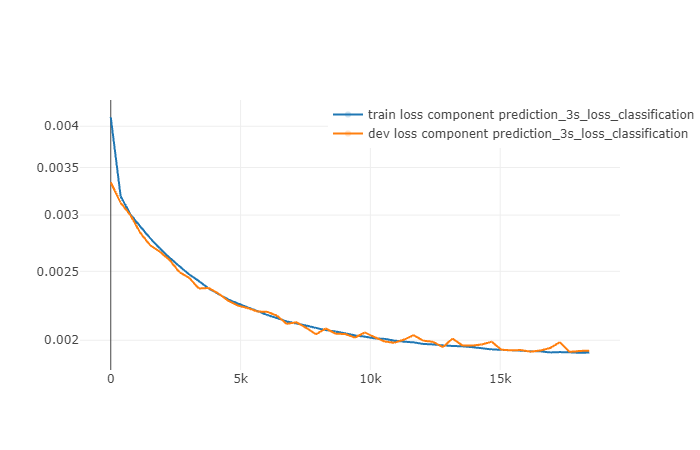 train loss component prediction_3s_loss_classification
dev loss component prediction_3s_loss_classification
0.004
0.0035
0.003
0.0025
0.002
0
5k
10k
15k